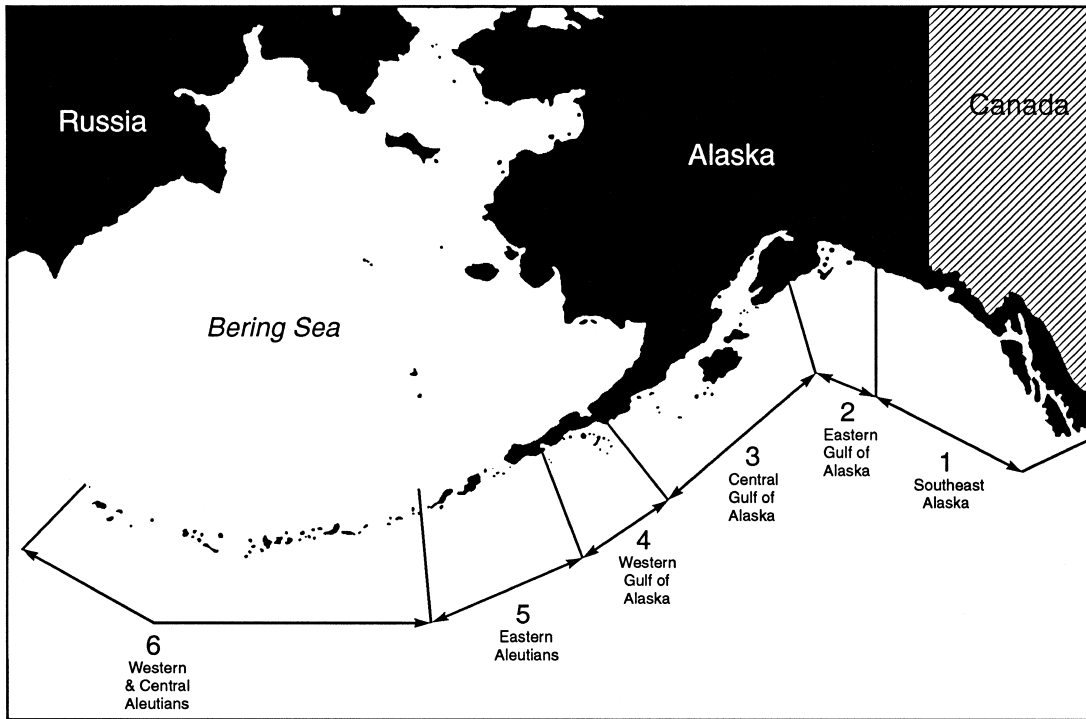 Russia
Canada
Alaska
Bering Sea
1
Southeast
Alaska
2
Eastern
Gulf of
Alaska
3
Central
Gulf of
Alaska
4
Western
Gulf of
Alaska
5
Eastern
Aleutians
6
Western
& Central
Aleutians